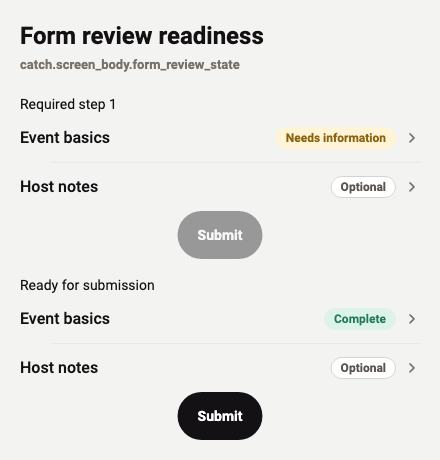 Form review readiness
catch.screen_body.form_review_state
Required step 1
Event basics Needs information
Host notes Optional
Submit
Ready for submission
Event basics Complete
Host notes Optional
Submit